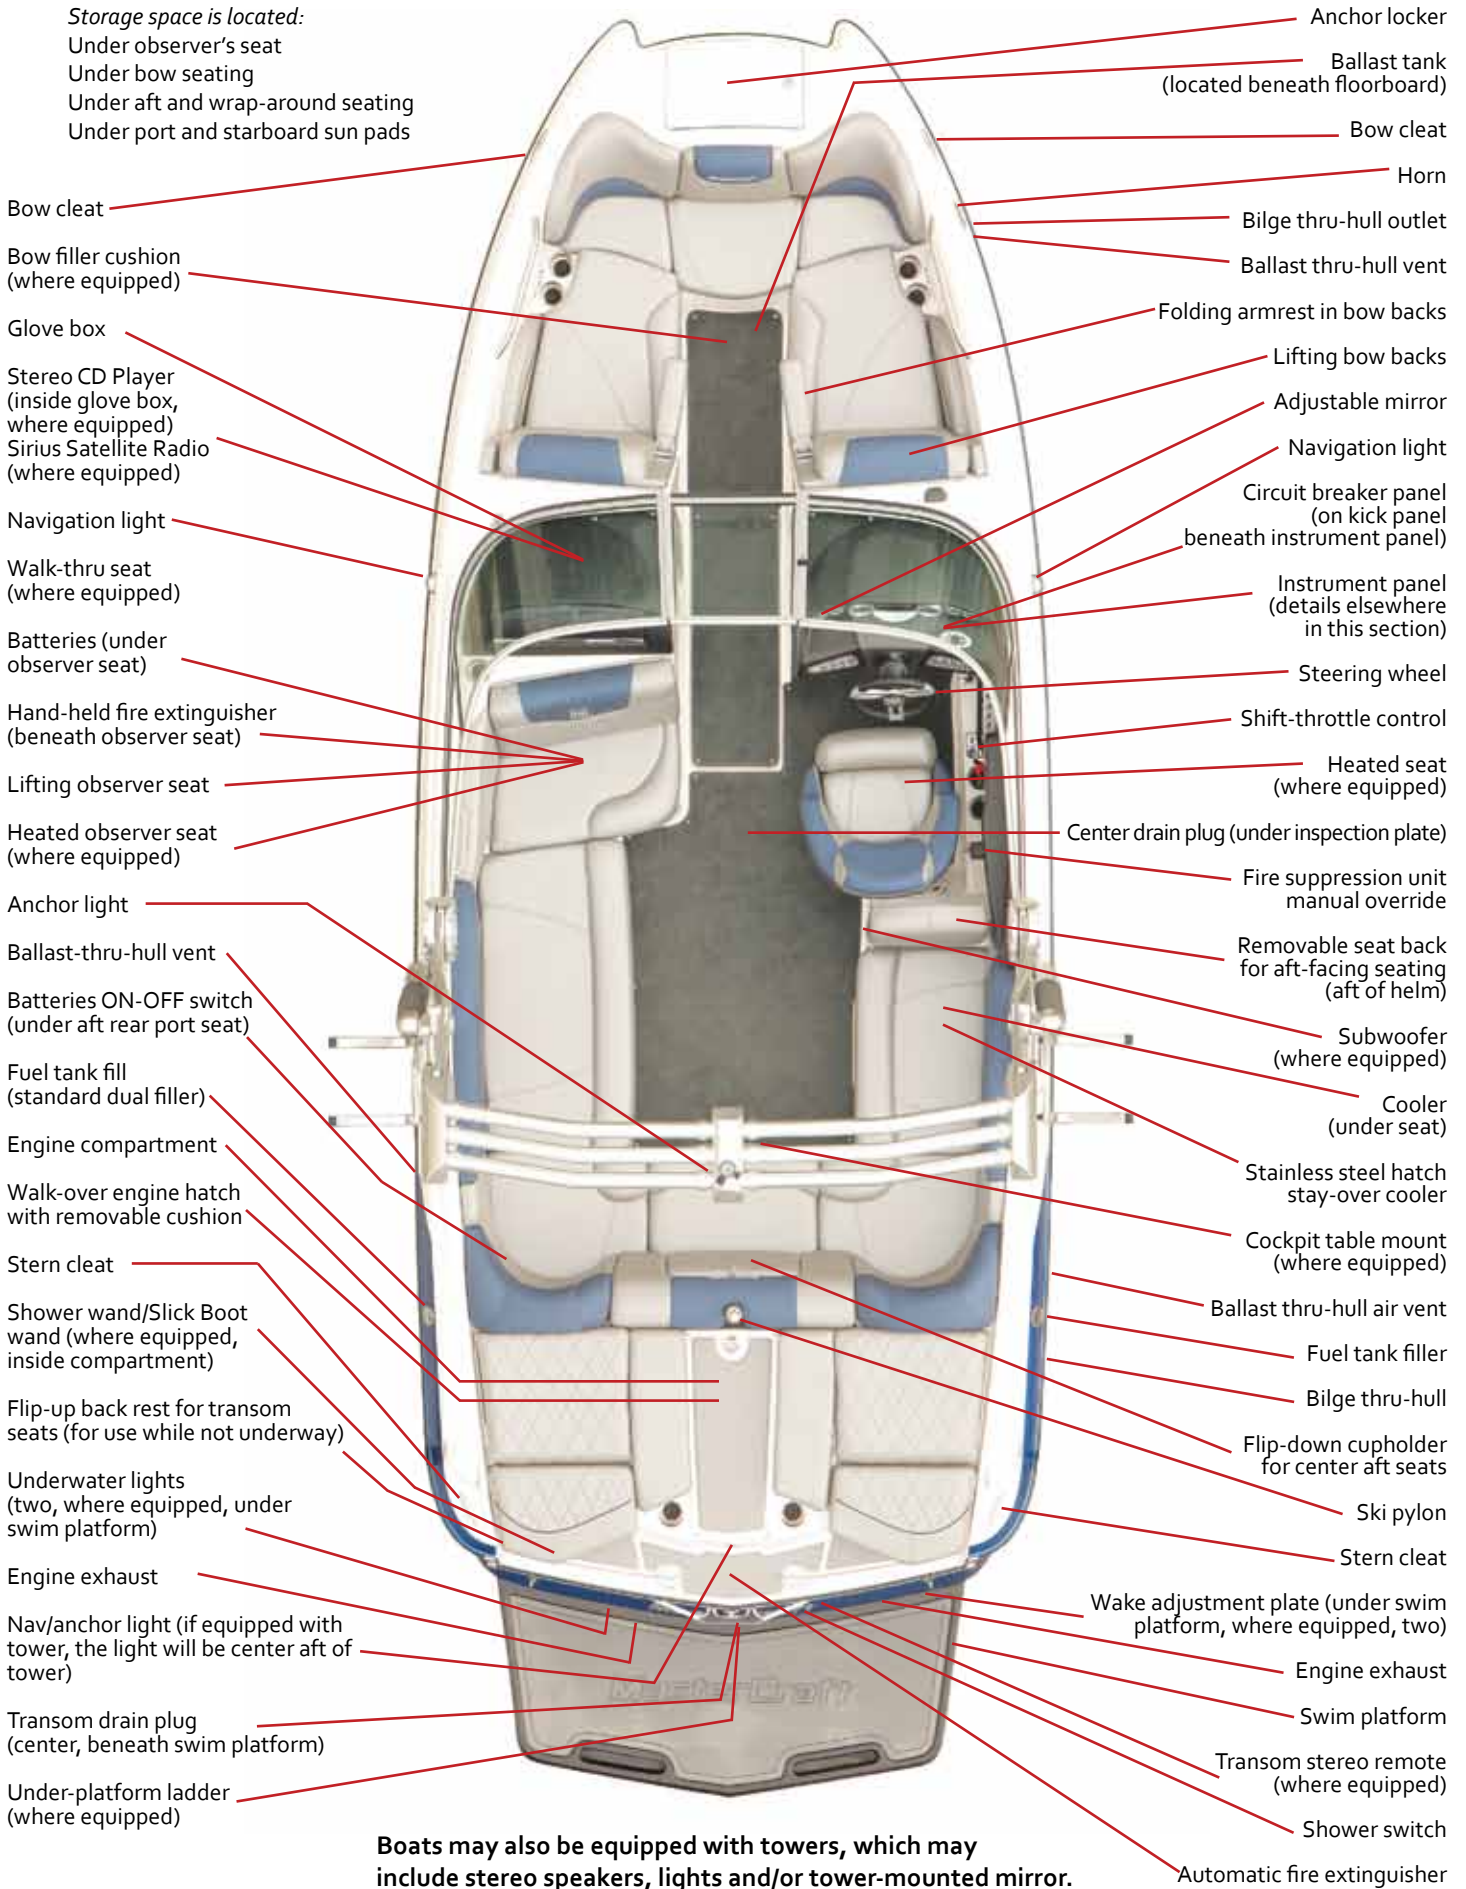 Storage space is located:
Under observer's seat
Under bow seating
Under aft and wrap-around seating
Under port and starboard sun pads
Bow cleat
Bow filler cushion
(where equipped)
Glove box
Stereo CD Player
(inside glove box,
where equipped)
Sirius Satellite Radio
(where equipped)
Navigation light
Walk-thru seat
(where equipped)
Batteries (under
observer seat)
Hand-held fire extinguisher
(beneath observer seat)
Lifting observer seat
Heated observer seat
(where equipped)
Anchor light
Ballast-thru-hull vent
Batteries ON-OFF switch
(under aft rear port seat)
Fuel tank fill
(standard dual filler)
Engine compartment
Walk-over engine hatch
with removable cushion
Stern cleat
Shower wand/Slick Boot
wand (where equipped,
inside compartment)
Flip-up back rest for transom
seats (for use while not underway)
Underwater lights
(two, where equipped, under
swim platform)
Engine exhaust
Nav/anchor light (if equipped with
tower, the light will be center aft of
tower)
Transom drain plug
(center, beneath swim platform)
Under-platform ladder
(where equipped)
Anchor locker
Ballast tank
(located beneath floorboard)
Bow cleat
Horn
Bilge thru-hull outlet
Ballast thru-hull vent
Folding armrest in bow backs
Lifting bow backs
Adjustable mirror
Navigation light
Circuit breaker panel
(on kick panel
beneath instrument panel)
Instrument panel
(details elsewhere
in this section)
Steering wheel
Shift-throttle control
Heated seat
(where equipped)
Center drain plug (under inspection plate)
Fire suppression unit
manual override
Removable seat back
for aft-facing seating
(aft of helm)
Subwoofer
(where equipped)
Cooler
(under seat)
Stainless steel hatch
stay-over cooler
Cockpit table mount
(where equipped)
Ballast thru-hull air vent
Fuel tank filler
Bilge thru-hull
Flip-down cupholder
for center aft seats
Ski pylon
Stern cleat
Wake adjustment plate (under swim
platform, where equipped, two)
Engine exhaust
Swim platform
Transom stereo remote
(where equipped)
Shower switch
Automatic fire extinguisher
MasterCraft
Boats may also be equipped with towers, which may
include stereo speakers, lights and/or tower-mounted mirror.